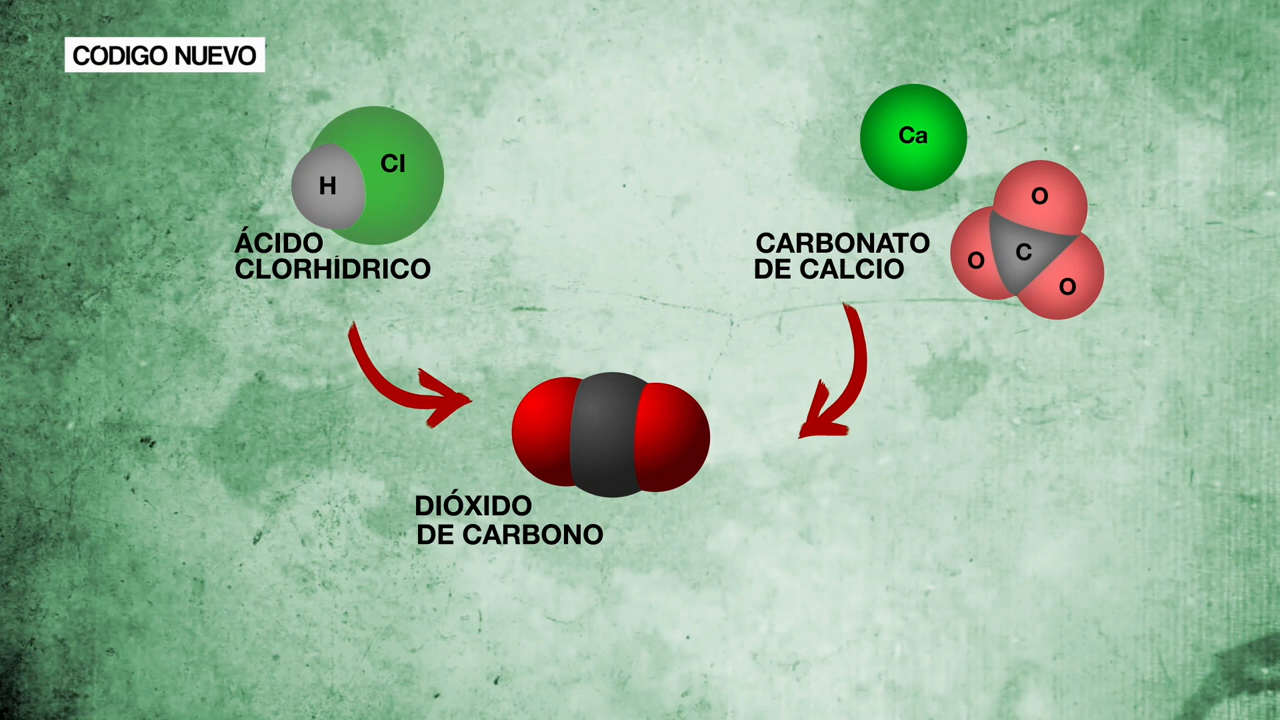 CODIGO NUEVO
H
Cl
ÁCIDO
CLORHÍDRICO
Ca
O
C
O
O
CARBONATO
DE CALCIO
DIÓXIDO
DE CARBONO